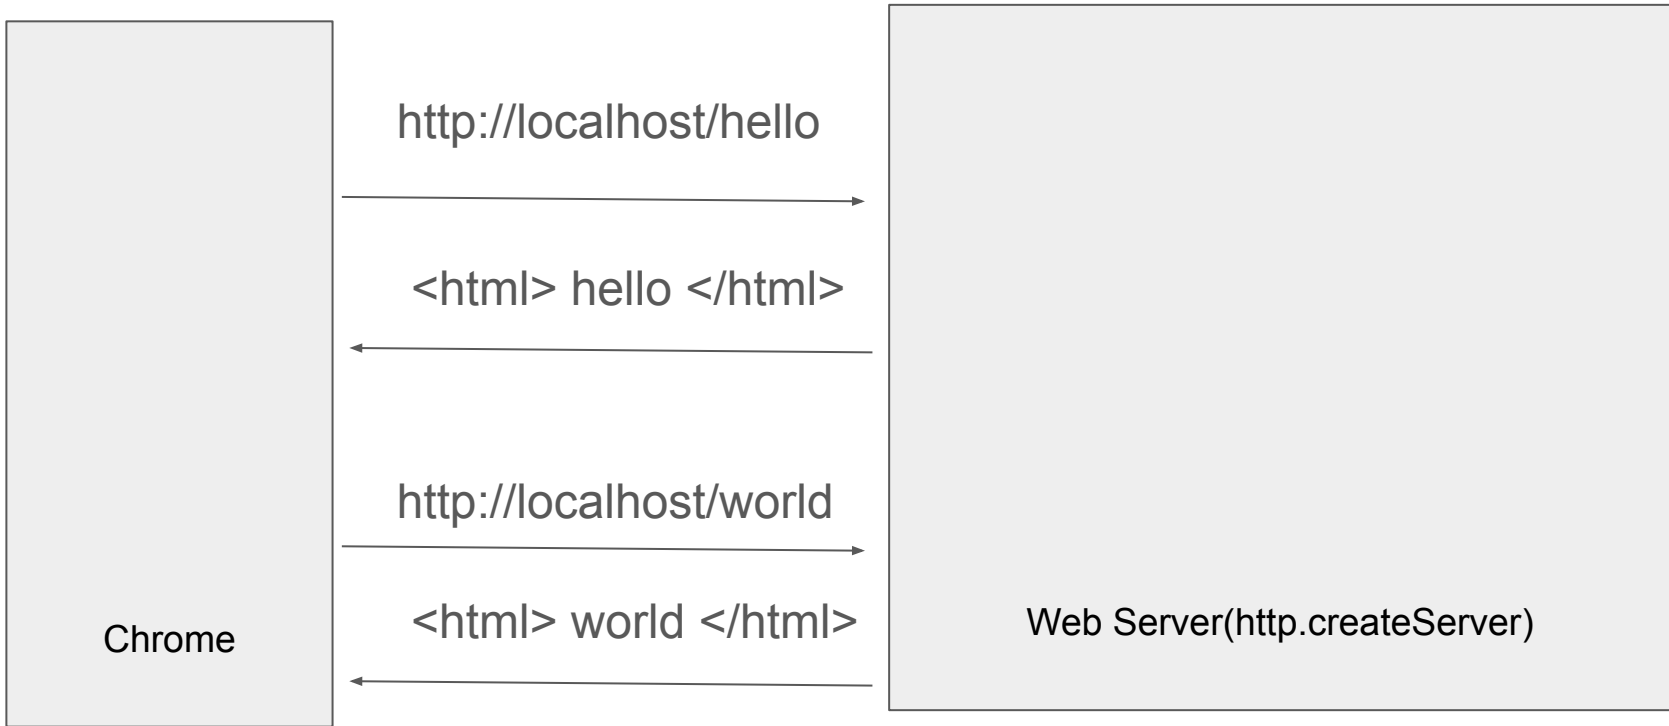 http://localhost/hello
<html> hello </html>
http://localhost/world
<html> world </html>
Chrome
Web Server(http.createServer)